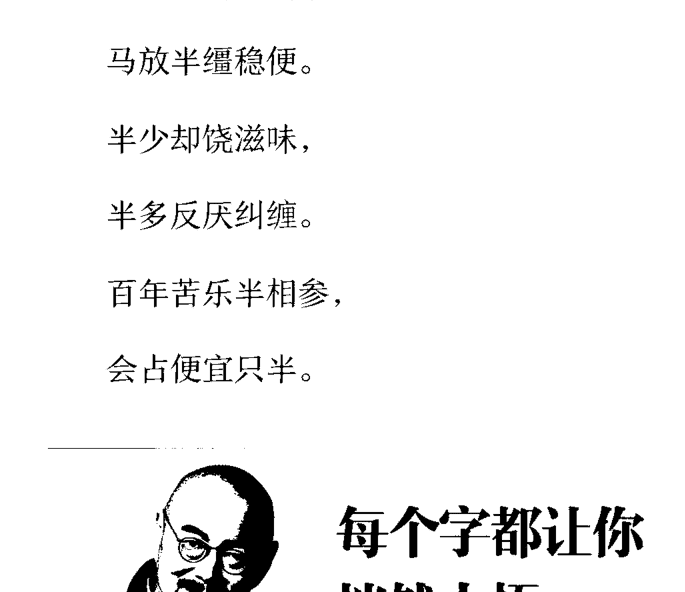 马放半缰稳便。
半少却饶滋味，
半多反厌纠缠。
百年苦乐半相参，
会占便宜只半。
每个字都让你